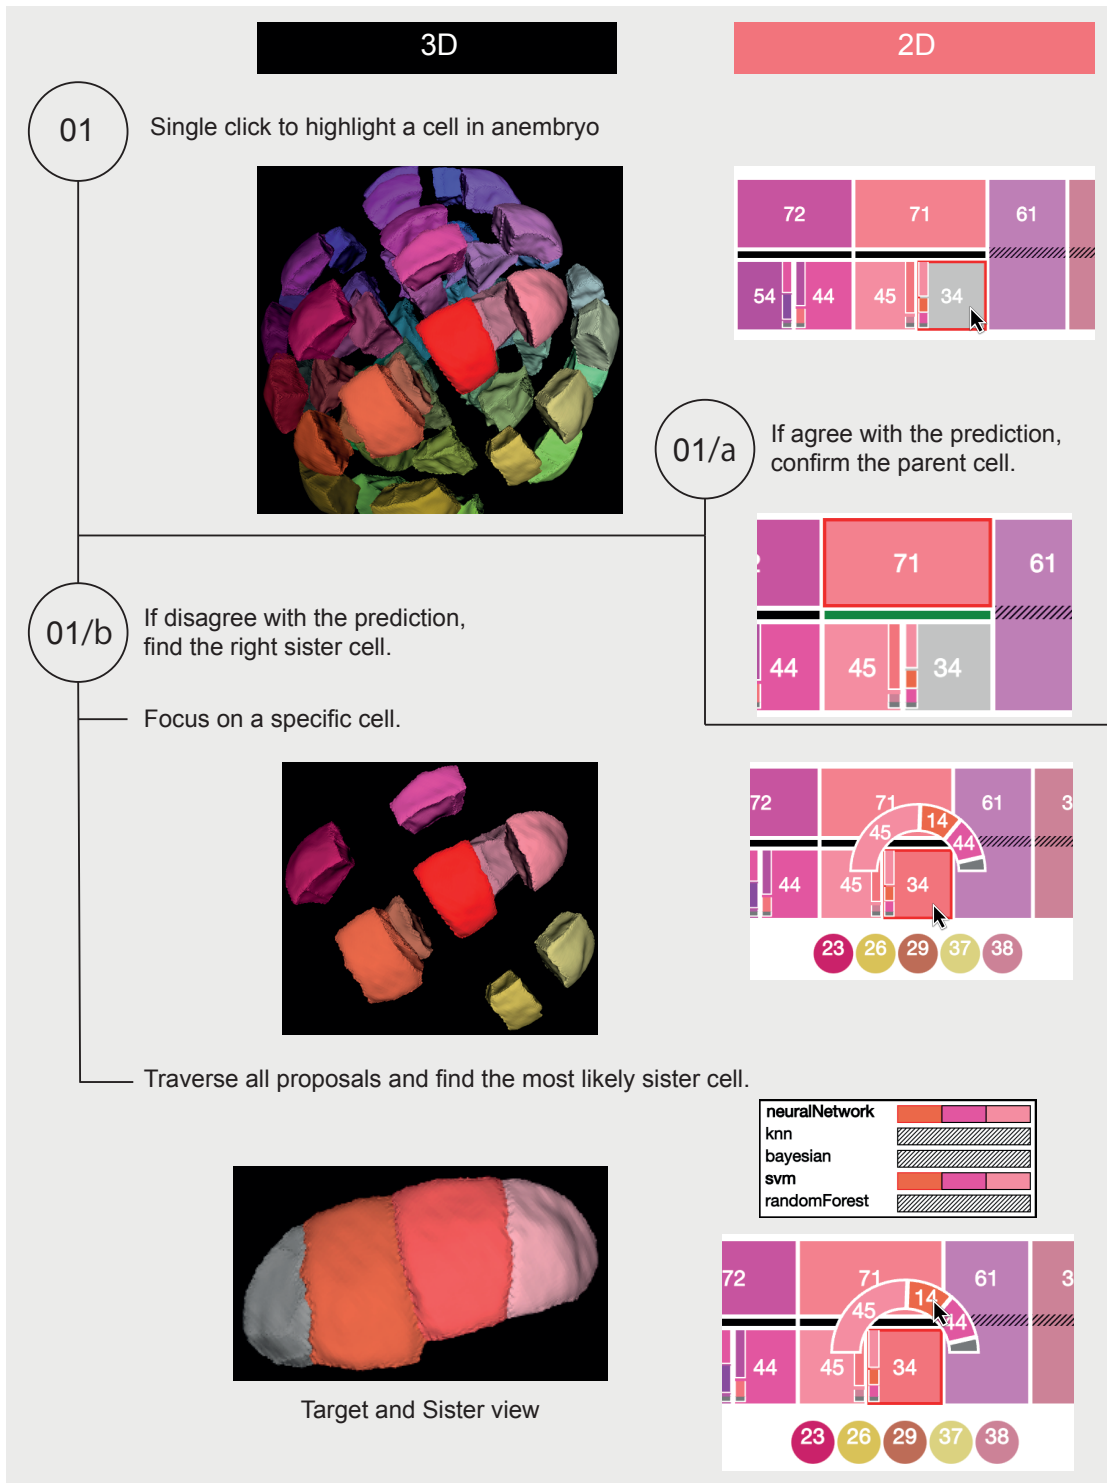 3D
2D
01
Single click to highlight a cell in anembryo
72
71
61
54
44
45
34
01/a
If agree with the prediction,
confirm the parent cell.
71
61
44
45
34
01/b
If disagree with the prediction,
find the right sister cell.
Focus on a specific cell.
72
71
61
3
45
14
44
44
45
34
23
26
29
37
38
Traverse all proposals and find the most likely sister cell.
neuralNetwork
knn
bayesian
svm
randomForest
72
71
61
3
45
14
44
44
45
34
23
26
29
37
38
Target and Sister view